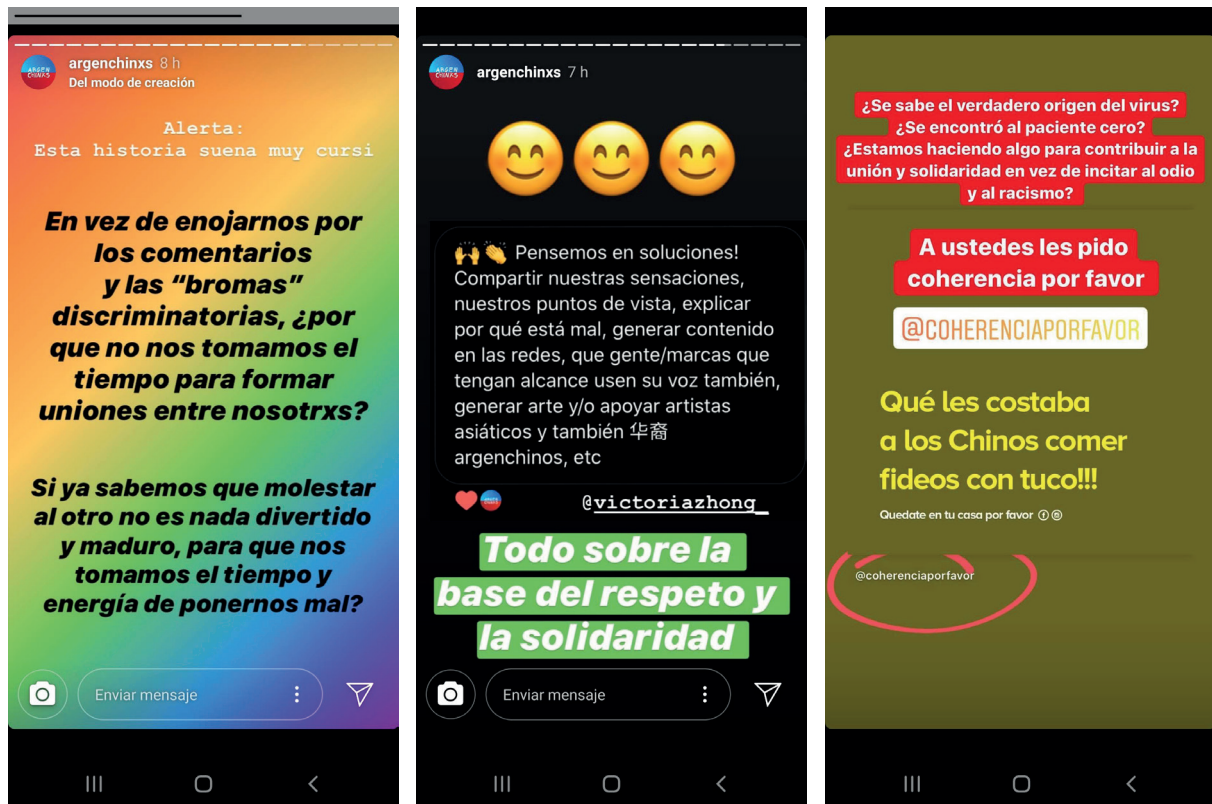 argenchinxs 8 h
Del modo de creación
Alerta:
Esta historia suena muy cursi
En vez de enojarnos por
los comentarios
y las “bromas”
discriminatorias, ¿por
que no nos tomamos el
tiempo para formar
uniones entre nosotrxs?
Si ya sabemos que molestar
al otro no es nada divertido
y maduro, para que nos
tomamos el tiempo y
energía de ponernos mal?
Enviar mensaje
argenchinxs 7 h
🙌👏 Pensemos en soluciones!
Compartir nuestras sensaciones,
nuestros puntos de vista, explicar
por qué está mal, generar contenido
en las redes, que gente/marcas que
tengan alcance usen su voz también,
generar arte y/o apoyar artistas
asiáticos y también 华裔
argenchinos, etc
@victoriazhong_
Todo sobre la
base del respeto y
la solidaridad
Enviar mensaje
¿Se sabe el verdadero origen del virus?
¿Se encontró al paciente cero?
¿Estamos haciendo algo para contribuir a la
unión y solidaridad en vez de incitar al odio
y al racismo?
A ustedes les pido
coherencia por favor
@COHERENCIAPORFAVOR
Qué les costaba
a los Chinos comer
fideos con tuco!!!
Quedate en tu casa por favor
@coherenciaporfavor